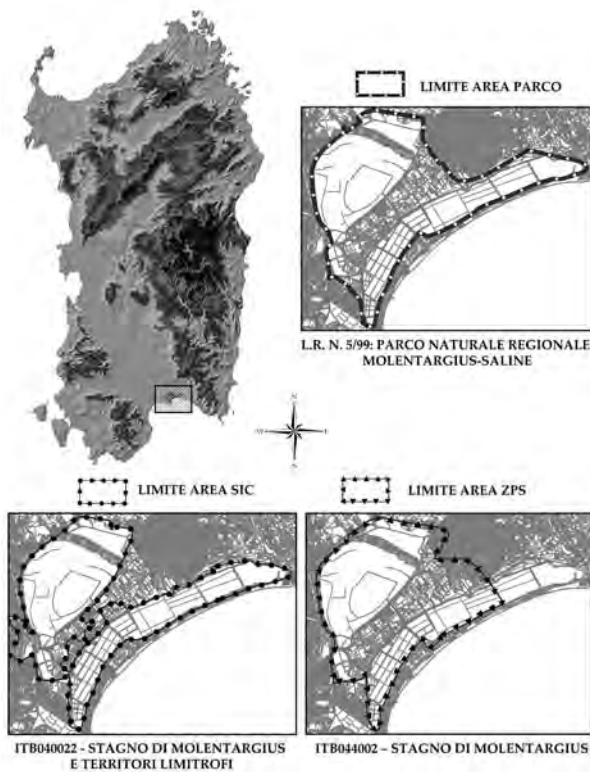 LIMITE AREA PARCO
L.R. N. 5/99: PARCO NATURALE REGIONALE
MOLENTARGIUS-SALINE
N
W
E
S
LIMITE AREA SIC
LIMITE AREA ZPS
ITB040022 - STAGNO DI MOLENTARGIUS
E TERRITORI LIMITROFI
ITB044002 – STAGNO DI MOLENTARGIUS